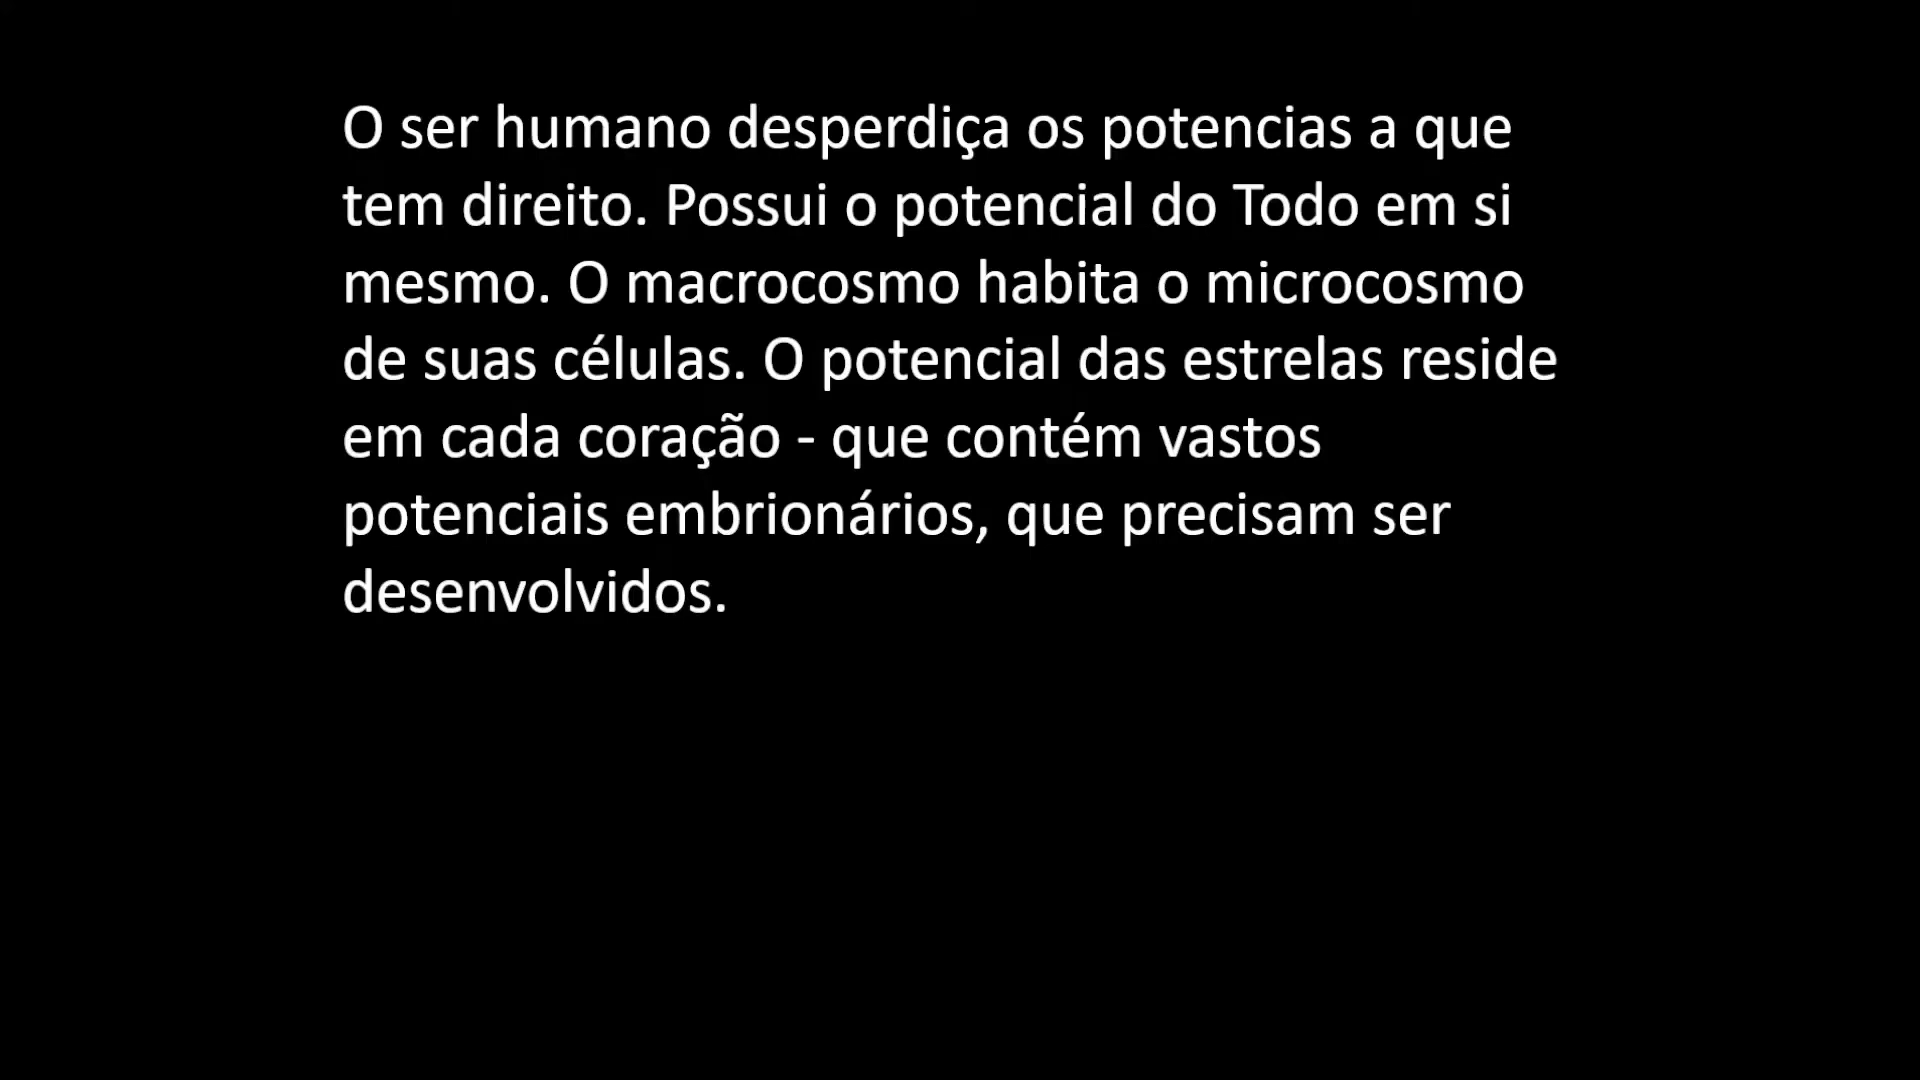 O ser humano desperdiça os potencias a que
tem direito. Possui o potencial do Todo em si
mesmo. O macrocosmo habita o microcosmo
de suas células. O potencial das estrelas reside
em cada coração - que contém vastos
potenciais embrionários, que precisam ser
desenvolvidos.